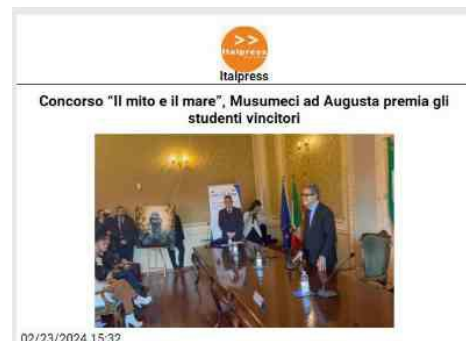 >>
Italpress
Italpress
Concorso “Il mito e il mare”, Musumeci ad Augusta premia gli
studenti vincitori
02/23/2024 15:32